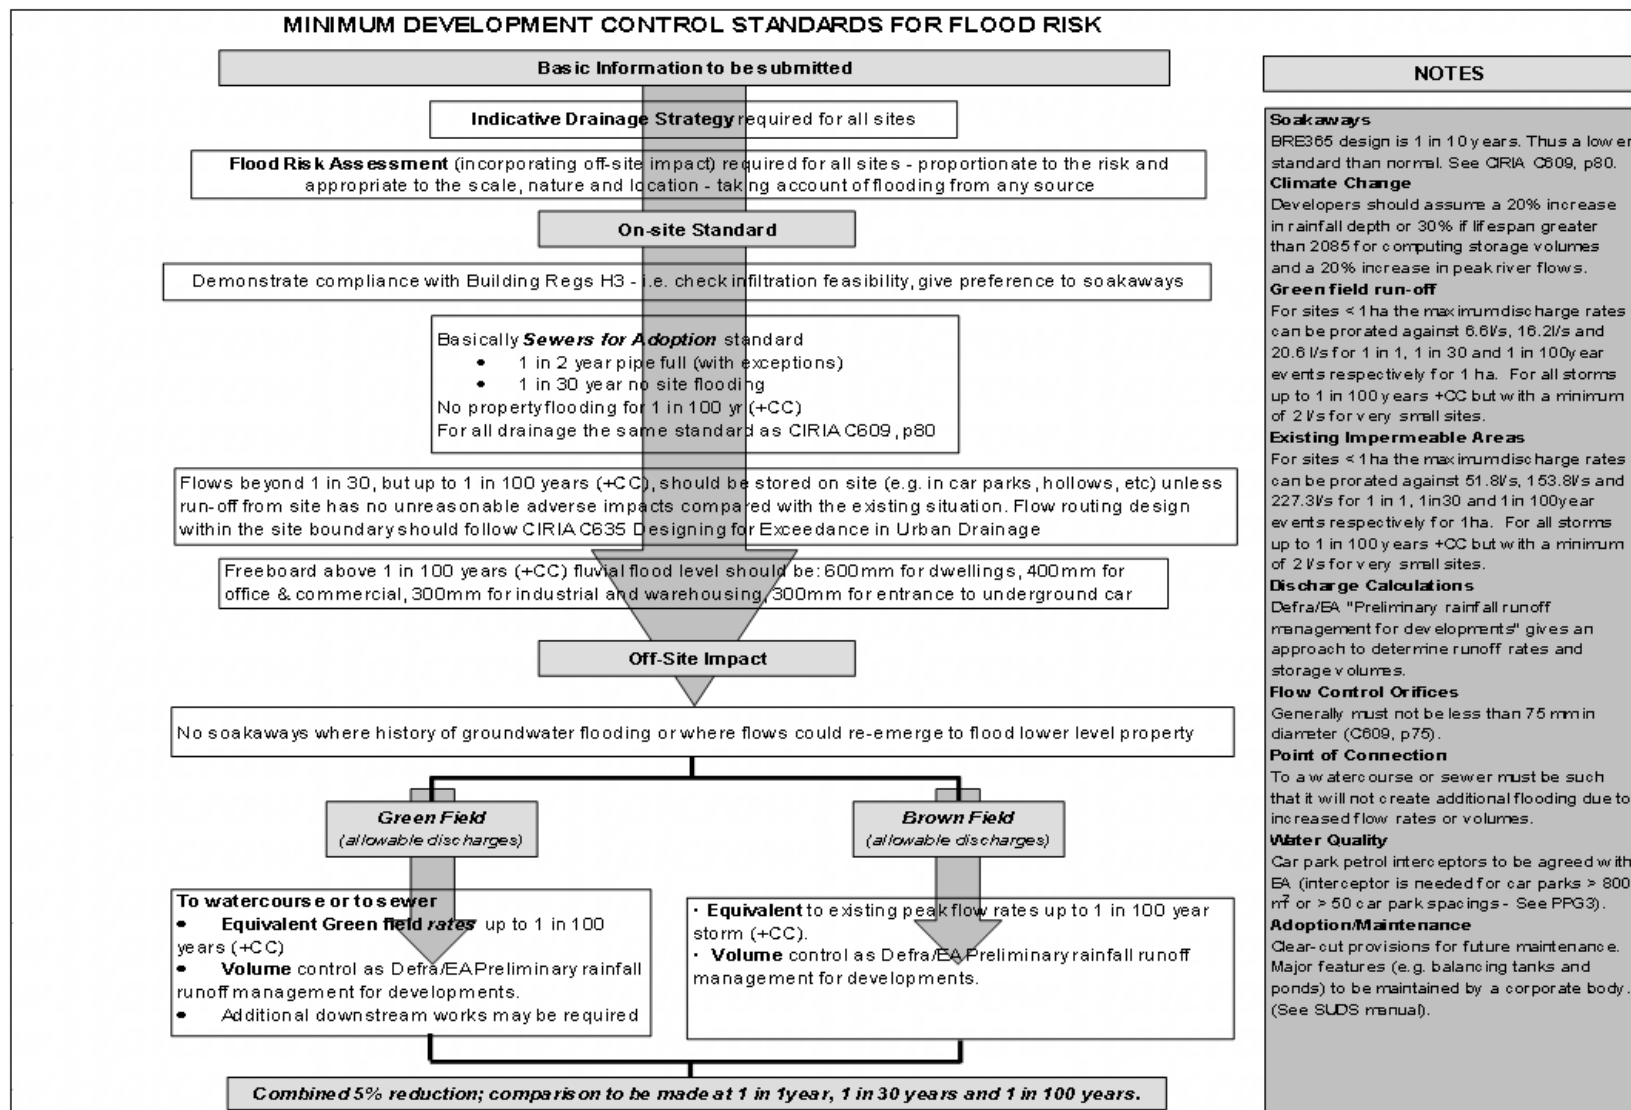 MINIMUM DEVELOPMENT CONTROL STANDARDS FOR FLOOD RISK
Basic Information to be submitted
Indicative Drainage Strategy required for all sites
Flood Risk Assessment (incorporating off-site impact) required for all sites - proportionate to the risk and
appropriate to the scale, nature and location - taking account of flooding from any source
On-site Standard
Demonstrate compliance with Building Regs H3 - i.e. check infiltration feasibility, give preference to soakaways
Basically Sewers for Adoption standard
• 1 in 2 year pipe full (with exceptions)
• 1 in 30 year no site flooding
No property flooding for 1 in 100 yr (+CC)
For all drainage the same standard as CIRIA C609, p80
Flows beyond 1 in 30, but up to 1 in 100 years (+CC), should be stored on site (e.g. in car parks, hollows, etc) unless
run-off from site has no unreasonable adverse impacts compared with the existing situation. Flow routing design
within the site boundary should follow CIRIA C635 Designing for Exceedance in Urban Drainage
Freeboard above 1 in 100 years (+CC) fluvial flood level should be: 600mm for dwellings, 400mm for
office & commercial, 300mm for industrial and warehousing, 300mm for entrance to underground car
Off-Site Impact
No soakaways where history of groundwater flooding or where flows could re-emerge to flood lower level property
Green Field
(allowable discharges)
To watercourse or to sewer
• Equivalent Green field rates up to 1 in 100
years (+CC)
• Volume control as Defra/EA Preliminary rainfall
runoff management for developments.
• Additional downstream works may be required
Brown Field
(allowable discharges)
· Equivalent to existing peak flow rates up to 1 in 100 year
storm (+CC).
· Volume control as Defra/EA Preliminary rainfall runoff
management for developments.
Combined 5% reduction; comparison to be made at 1 in 1year, 1 in 30 years and 1 in 100 years.
NOTES
Soakaways
BRE365 design is 1 in 10 years. Thus a lower
standard than normal. See CIRIA C609, p80.
Climate Change
Developers should assume a 20% increase
in rainfall depth or 30% if lifespan greater
than 2085 for computing storage volumes
and a 20% increase in peak river flows.
Green field run-off
For sites < 1ha the maximum discharge rates
can be prorated against 6.6l/s, 16.2l/s and
20.6 l/s for 1 in 1, 1 in 30 and 1 in 100year
events respectively for 1 ha. For all storms
up to 1 in 100 years +CC but with a minimum
of 2 l/s for very small sites.
Existing Impermeable Areas
For sites < 1ha the maximum discharge rates
can be prorated against 51.8l/s, 153.8l/s and
227.3l/s for 1 in 1, 1in30 and 1 in 100year
events respectively for 1ha. For all storms
up to 1 in 100 years +CC but with a minimum
of 2 l/s for very small sites.
Discharge Calculations
Defra/EA "Preliminary rainfall runoff
management for developments" gives an
approach to determine runoff rates and
storage volumes.
Flow Control Orifices
Generally must not be less than 75 mm in
diameter (C609, p75).
Point of Connection
To a watercourse or sewer must be such
that it will not create additional flooding due to
increased flow rates or volumes.
Water Quality
Car park petrol interceptors to be agreed with
EA (interceptor is needed for car parks > 800
m² or > 50 car park spacings - See PPG3).
Adoption/Maintenance
Clear-cut provisions for future maintenance.
Major features (e.g. balancing tanks and
ponds) to be maintained by a corporate body.
(See SUDS manual).